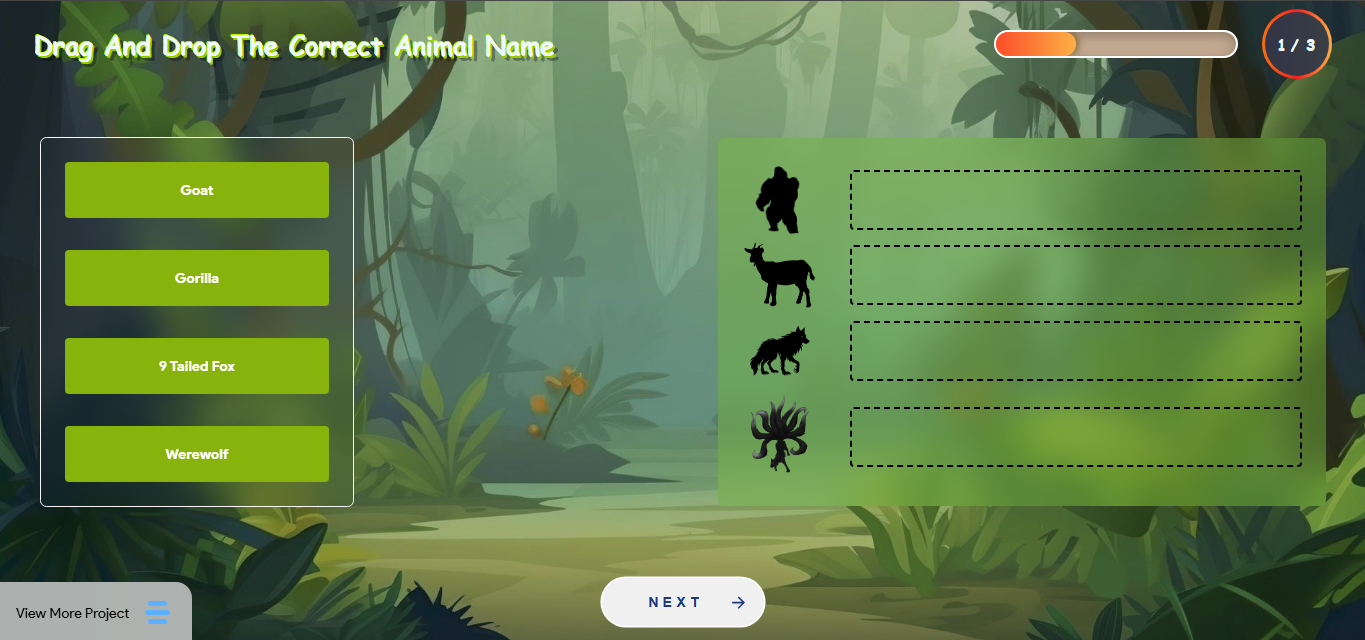 Drag And Drop The Correct Animal Name
1 / 3
Goat
Gorilla
9 Tailed Fox
Werewolf
View More Project
NEXT